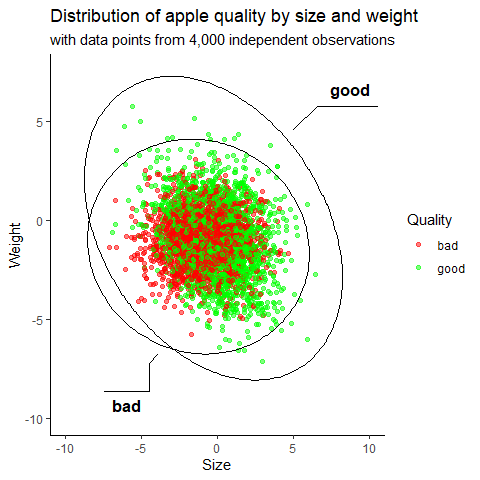 Distribution of apple quality by size and weight
with data points from 4,000 independent observations
good
5
0
-5
-10
Weight
bad
-10
-5
0
5
10
Size
Quality
bad
good